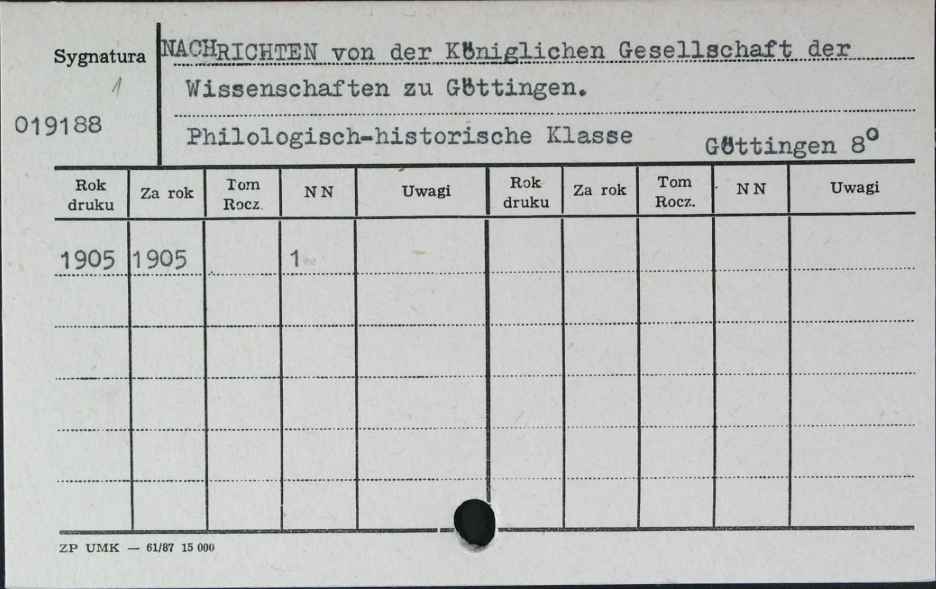 Sygnatura
1
019188
NACHRICHTEN von der Königlichen Gesellschaft der
Wissenschaften zu Göttingen.
Philologisch-historische Klasse
Göttingen 8°
Rok druku Za rok Tom Rocz. N N Uwagi Rok druku Za rok Tom Rocz. N N Uwagi
1905 1905 1
ZP UMK — 61/87 15 000